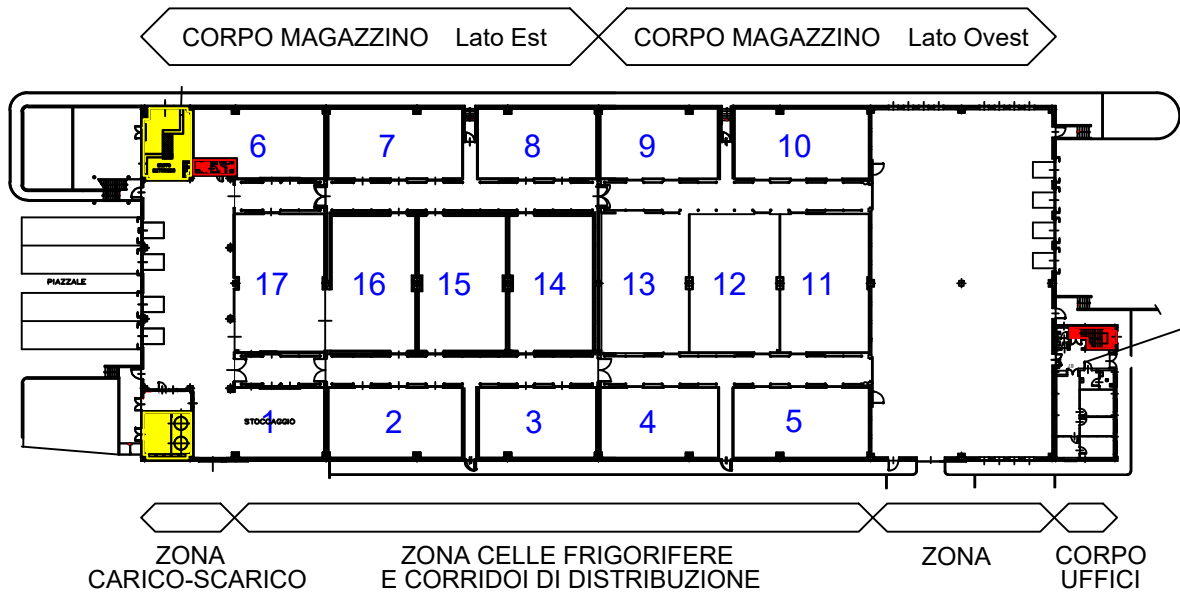 CORPO MAGAZZINO Lato Est
CORPO MAGAZZINO Lato Ovest
6
7
8
9
10
17
16
15
14
13
12
11
PIAZZALE
1
2
3
4
5
STOCCAGGIO
ZONA
CARICO-SCARICO
ZONA CELLE FRIGORIFERE
E CORRIDOI DI DISTRIBUZIONE
ZONA
CORPO
UFFICI